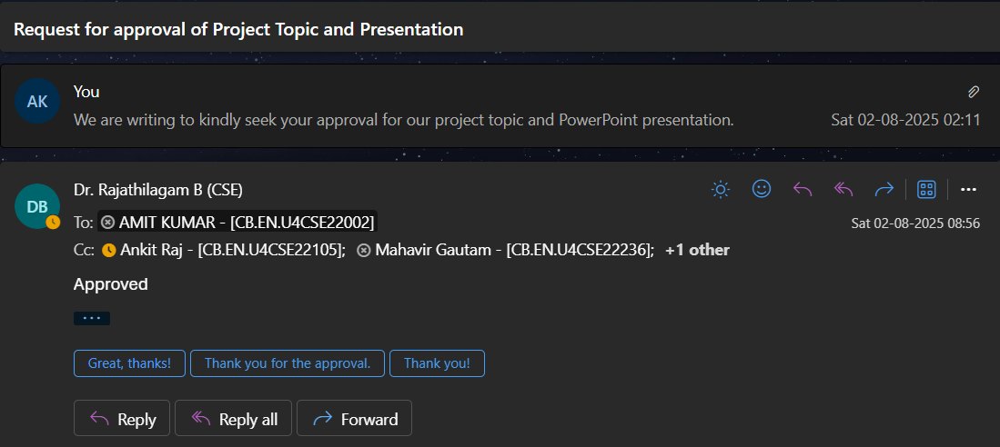 Request for approval of Project Topic and Presentation
AK
You
We are writing to kindly seek your approval for our project topic and PowerPoint presentation.
Sat 02-08-2025 02:11
DB
Dr. Rajathilagam B (CSE)
To: AMIT KUMAR - [CB.EN.U4CSE22002]
Sat 02-08-2025 08:56
Cc: Ankit Raj - [CB.EN.U4CSE22105]; Mahavir Gautam - [CB.EN.U4CSE22236]; +1 other
Approved
Great, thanks! Thank you for the approval. Thank you!
Reply Reply all Forward